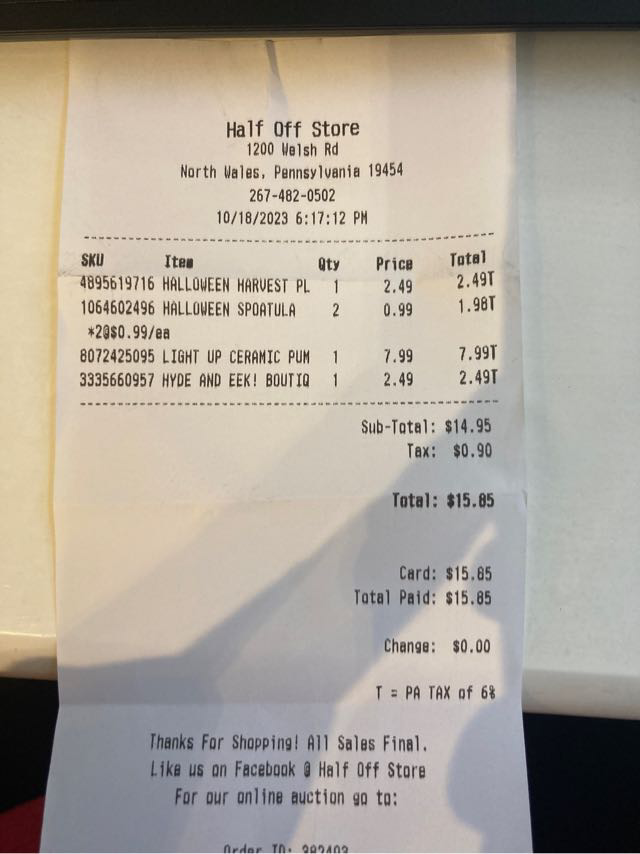 Half Off Store
1200 Welsh Rd
North Wales, Pennsylvania 19454
267-482-0502
10/18/2023 6:17:12 PM
SKU Item Qty Price Total
4895619716 HALLOWEEN HARVEST PL 1 2.49 2.49T
1064602496 HALLOWEEN SPOATULA 2 0.99 1.98T
*2@$0.99/ea
8072425095 LIGHT UP CERAMIC PUM 1 7.99 7.99T
3335660957 HYDE AND EEK! BOUTIQ 1 2.49 2.49T
Sub-Total: $14.95
Tax: $0.90
Total: $15.85
Card: $15.85
Total Paid: $15.85
Change: $0.00
T = PA TAX of 6%
Thanks For Shopping! All Sales Final.
Like us on Facebook @ Half Off Store
For our online auction go to:
Order ID: 382403